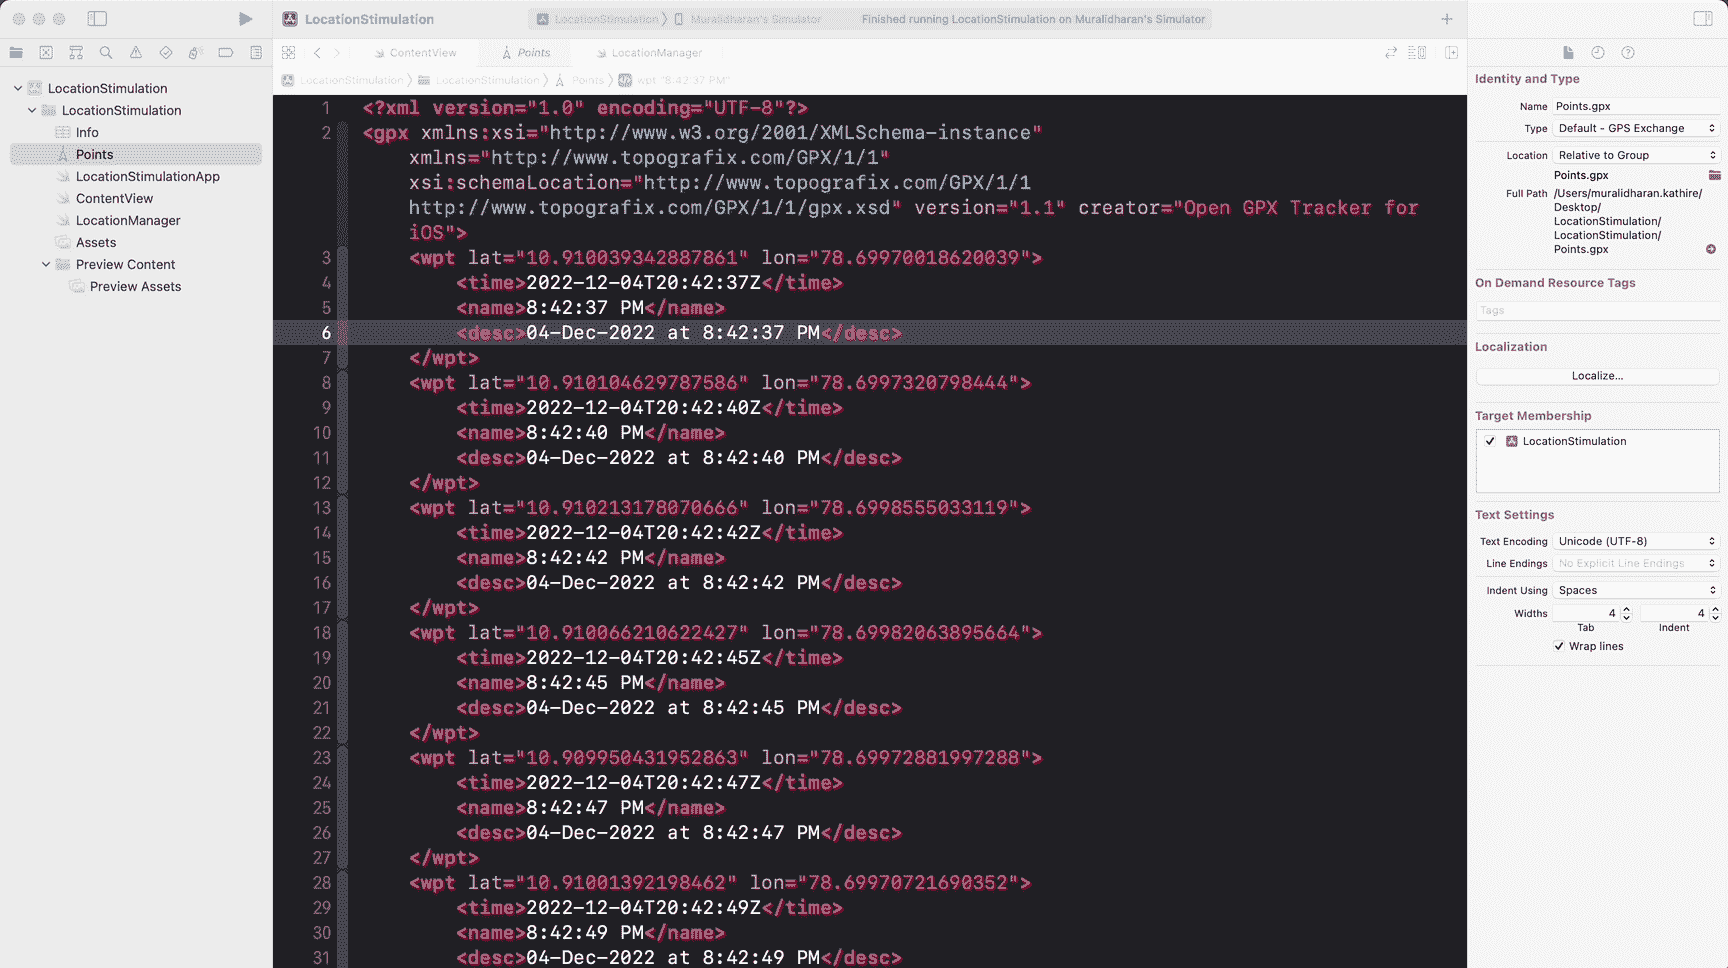 LocationStimulation
LocationStimulation 〉 Muralidharan's Simulator
Finished running LocationStimulation on Muralidharan's Simulator
ContentView
Points
LocationManager
LocationStimulation 〉 LocationStimulation 〉 Points 〉 wpt "8:42:37 PM"
LocationStimulation
LocationStimulation
Info
Points
LocationStimulationApp
ContentView
LocationManager
Assets
Preview Content
Preview Assets
1 <?xml version="1.0" encoding="UTF-8"?>
2 <gpx xmlns:xsi="http://www.w3.org/2001/XMLSchema-instance"
xmlns="http://www.topografix.com/GPX/1/1"
xsi:schemaLocation="http://www.topografix.com/GPX/1/1
http://www.topografix.com/GPX/1/1/gpx.xsd" version="1.1" creator="Open GPX Tracker for
iOS">
3 <wpt lat="10.910039342887861" lon="78.69970018620039">
4 <time>2022-12-04T20:42:37Z</time>
5 <name>8:42:37 PM</name>
6 <desc>04-Dec-2022 at 8:42:37 PM</desc>
7 </wpt>
8 <wpt lat="10.910104629787586" lon="78.6997320798444">
9 <time>2022-12-04T20:42:40Z</time>
10 <name>8:42:40 PM</name>
11 <desc>04-Dec-2022 at 8:42:40 PM</desc>
12 </wpt>
13 <wpt lat="10.910213178070666" lon="78.6998555033119">
14 <time>2022-12-04T20:42:42Z</time>
15 <name>8:42:42 PM</name>
16 <desc>04-Dec-2022 at 8:42:42 PM</desc>
17 </wpt>
18 <wpt lat="10.910066210622427" lon="78.69982063895664">
19 <time>2022-12-04T20:42:45Z</time>
20 <name>8:42:45 PM</name>
21 <desc>04-Dec-2022 at 8:42:45 PM</desc>
22 </wpt>
23 <wpt lat="10.909950431952863" lon="78.69972881997288">
24 <time>2022-12-04T20:42:47Z</time>
25 <name>8:42:47 PM</name>
26 <desc>04-Dec-2022 at 8:42:47 PM</desc>
27 </wpt>
28 <wpt lat="10.91001392198462" lon="78.69970721690352">
29 <time>2022-12-04T20:42:49Z</time>
30 <name>8:42:49 PM</name>
31 <desc>04-Dec-2022 at 8:42:49 PM</desc>
Identity and Type
Name Points.gpx
Type Default - GPS Exchange
Location Relative to Group
Points.gpx
Full Path /Users/muralidharan.kathire/
Desktop/
LocationStimulation/
LocationStimulation/
Points.gpx
On Demand Resource Tags
Tags
Localization
Localize...
Target Membership
LocationStimulation
Text Settings
Text Encoding Unicode (UTF-8)
Line Endings No Explicit Line Endings
Indent Using Spaces
Widths 4 4
Tab Indent
Wrap lines